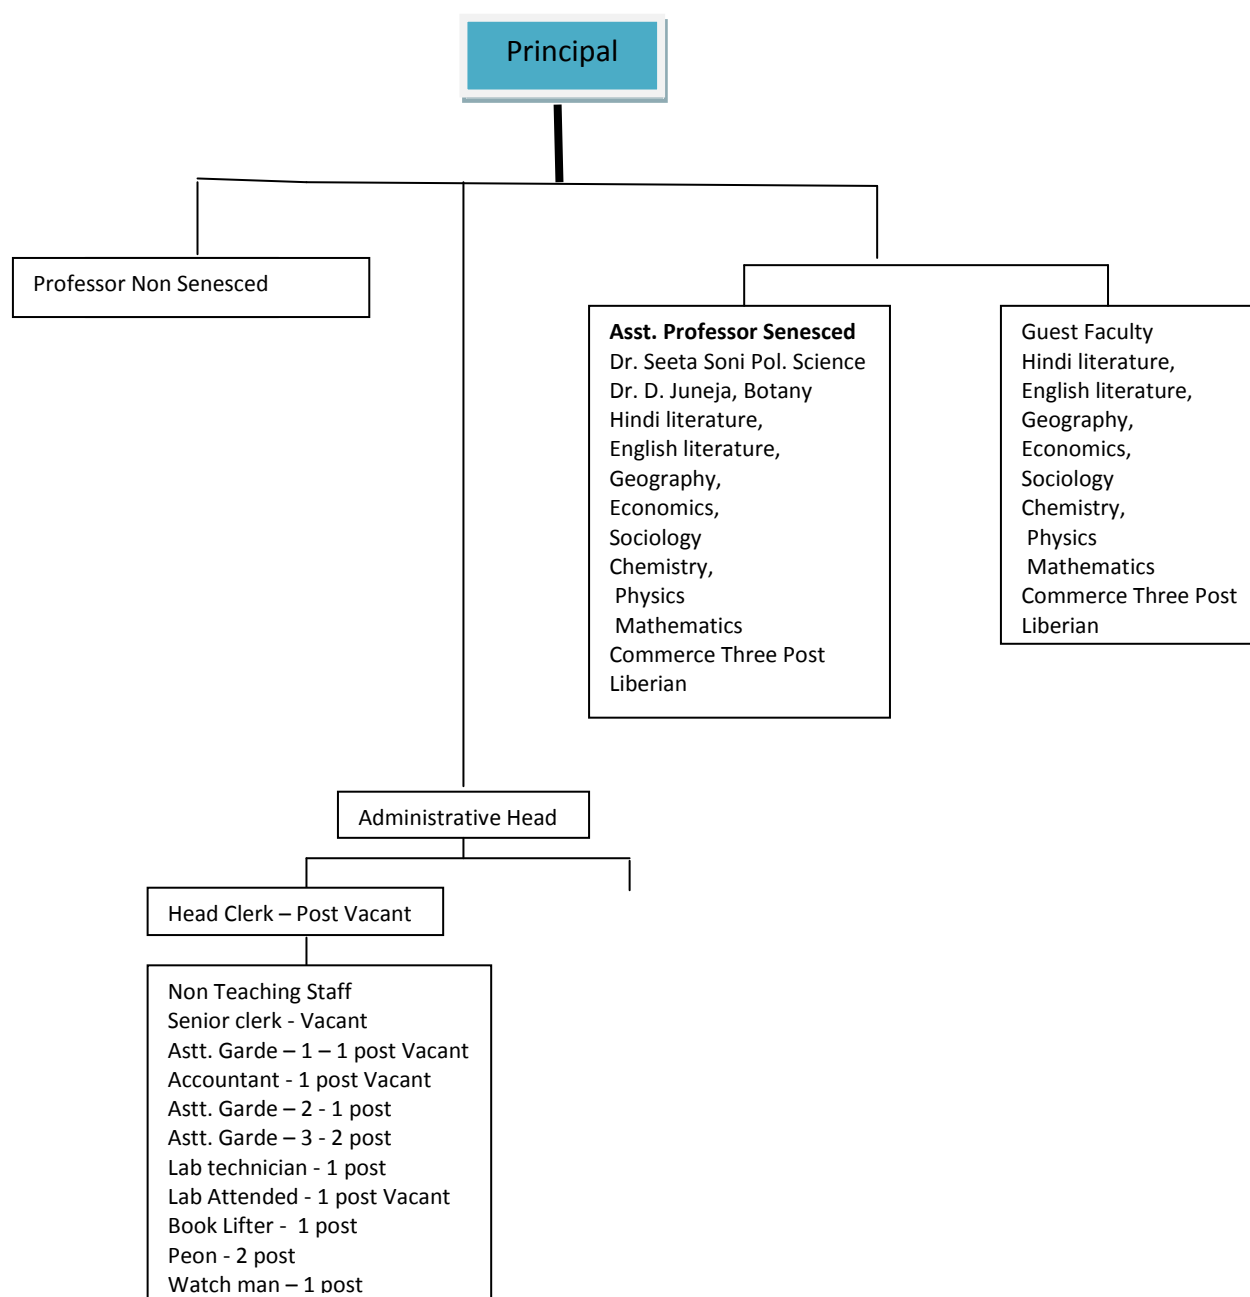 Principal
Professor Non Senesced
Asst. Professor Senesced
Dr. Seeta Soni Pol. Science
Dr. D. Juneja, Botany
Hindi literature,
English literature,
Geography,
Economics,
Sociology
Chemistry,
Physics
Mathematics
Commerce Three Post
Liberian
Guest Faculty
Hindi literature,
English literature,
Geography,
Economics,
Sociology
Chemistry,
Physics
Mathematics
Commerce Three Post
Liberian
Administrative Head
Head Clerk – Post Vacant
Non Teaching Staff
Senior clerk - Vacant
Astt. Garde – 1 – 1 post Vacant
Accountant - 1 post Vacant
Astt. Garde – 2 - 1 post
Astt. Garde – 3 - 2 post
Lab technician - 1 post
Lab Attended - 1 post Vacant
Book Lifter -  1 post
Peon - 2 post
Watch man – 1 post